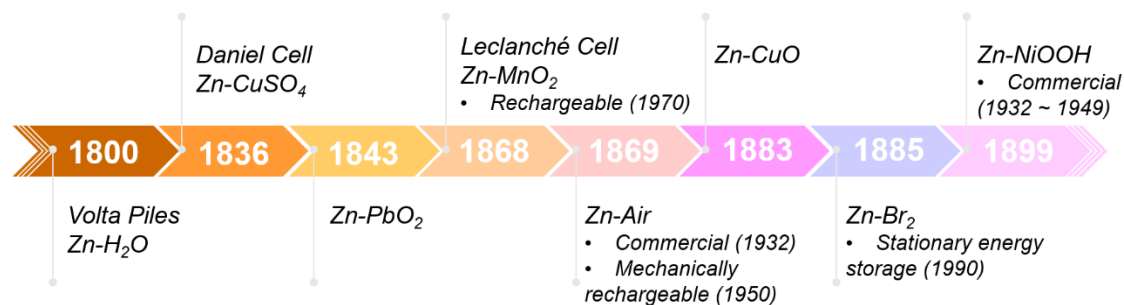 Daniel Cell
Zn-CuSO₄
Leclanché Cell
Zn-MnO₂
• Rechargeable (1970)
Zn-CuO
Zn-NiOOH
• Commercial
(1932 ~ 1949)
1800
1836
1843
1868
1869
1883
1885
1899
Volta Piles
Zn-H₂O
Zn-PbO₂
Zn-Air
• Commercial (1932)
• Mechanically
rechargeable (1950)
Zn-Br₂
• Stationary energy
storage (1990)